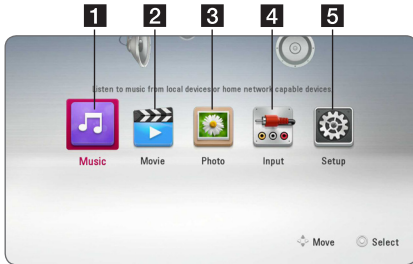 1 2 3 4 5
Listen to music from local devices or home network capable devices.
Music Movie Photo Input Setup
Move Select